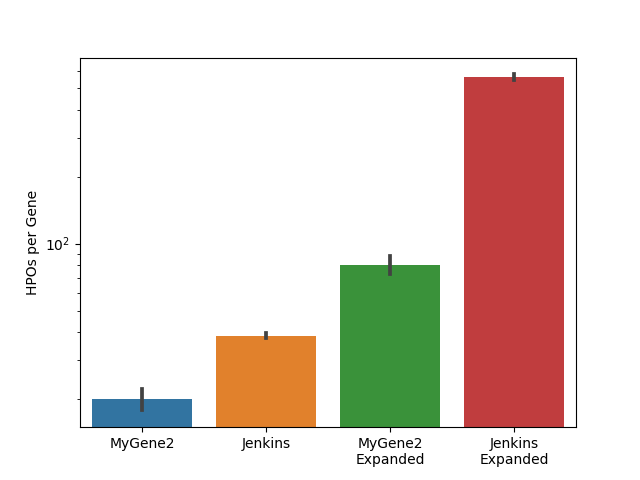 HPOs per Gene
10²
MyGene2
Jenkins
MyGene2
Expanded
Jenkins
Expanded